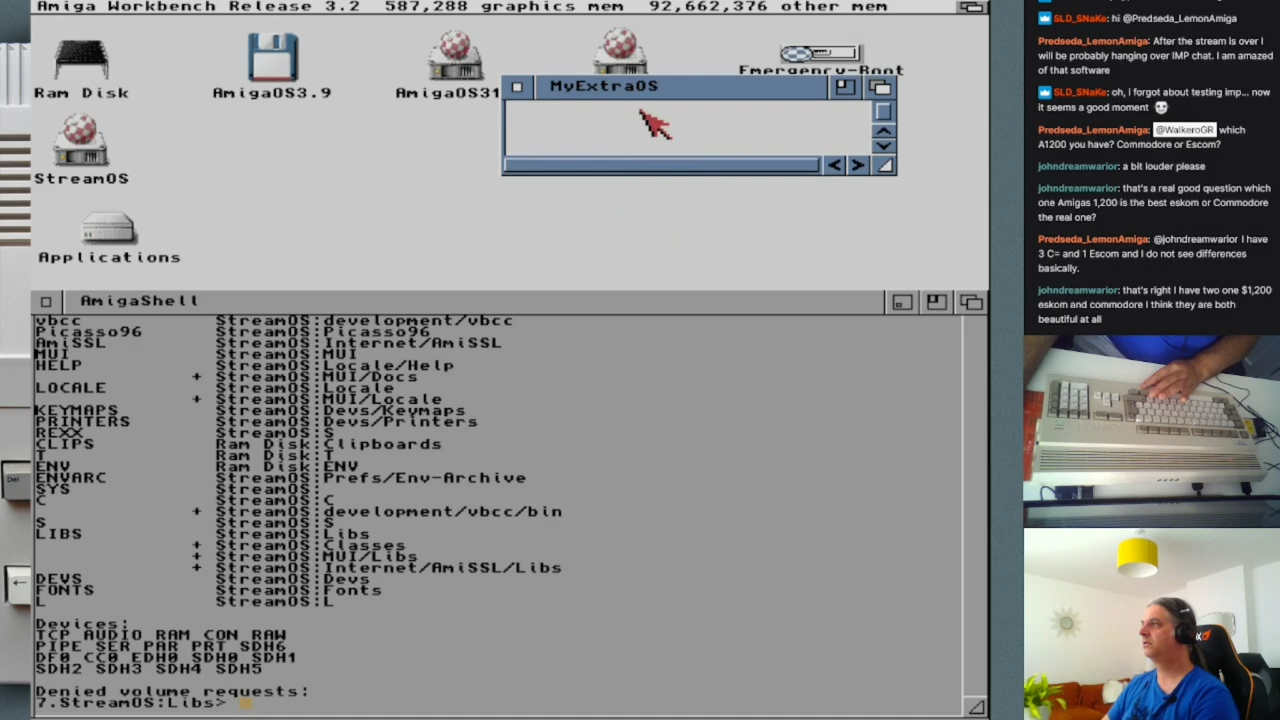 Amiga Workbench Release 3.2   587,288 graphics mem   92,662,376 other mem
Ram Disk
AmigaOS3.9
AmigaOS31
Emergency-Root
MyExtraOS
StreamOS
Applications
AmigaShell
vbcc StreamOS:development/vbcc
Picasso96 StreamOS:Picasso96
AmiSSL StreamOS:Internet/AmiSSL
MUI StreamOS:MUI
HELP StreamOS:Locale/Help
+ StreamOS:MUI/Docs
LOCALE StreamOS:Locale
+ StreamOS:MUI/Locale
KEYMAPS StreamOS:Devs/Keymaps
PRINTERS StreamOS:Devs/Printers
REXX StreamOS:S
CLIPS Ram Disk:Clipboards
T Ram Disk:T
ENV Ram Disk:ENV
ENVARC StreamOS:Prefs/Env-Archive
SYS StreamOS:
C StreamOS:C
+ StreamOS:development/vbcc/bin
S StreamOS:S
LIBS StreamOS:Libs
+ StreamOS:Classes
+ StreamOS:MUI/Libs
+ StreamOS:Internet/AmiSSL/Libs
DEVS StreamOS:Devs
FONTS StreamOS:Fonts
L StreamOS:L
Devices:
TCP AUDIO RAM CON RAW
PIPE SER PAR PRT SDH6
DF0 CC0 EDH0 SDH0 SDH1
SDH2 SDH3 SDH4 SDH5
Denied volume requests:
7.StreamOS:Libs>
Del
SLD_SNaKe: hi @Predseda_LemonAmiga
Predseda_LemonAmiga: After the stream is over I
will be probably hanging over IMP chat. I am amazed
of that software
SLD_SNaKe: oh, i forgot about testing imp... now
it seems a good moment
Predseda_LemonAmiga: @WalkeroGR which
A1200 you have? Commodore or Escom?
johndreamwarior: a bit louder please
johndreamwarior: that's a real good question which
one Amigas 1,200 is the best eskom or Commodore
the real one?
Predseda_LemonAmiga: @johndreamwarior I have
3 C= and 1 Escom and I do not see differences
basically.
johndreamwarior: that's right I have two one $1,200
eskom and commodore I think they are both
beautiful at all